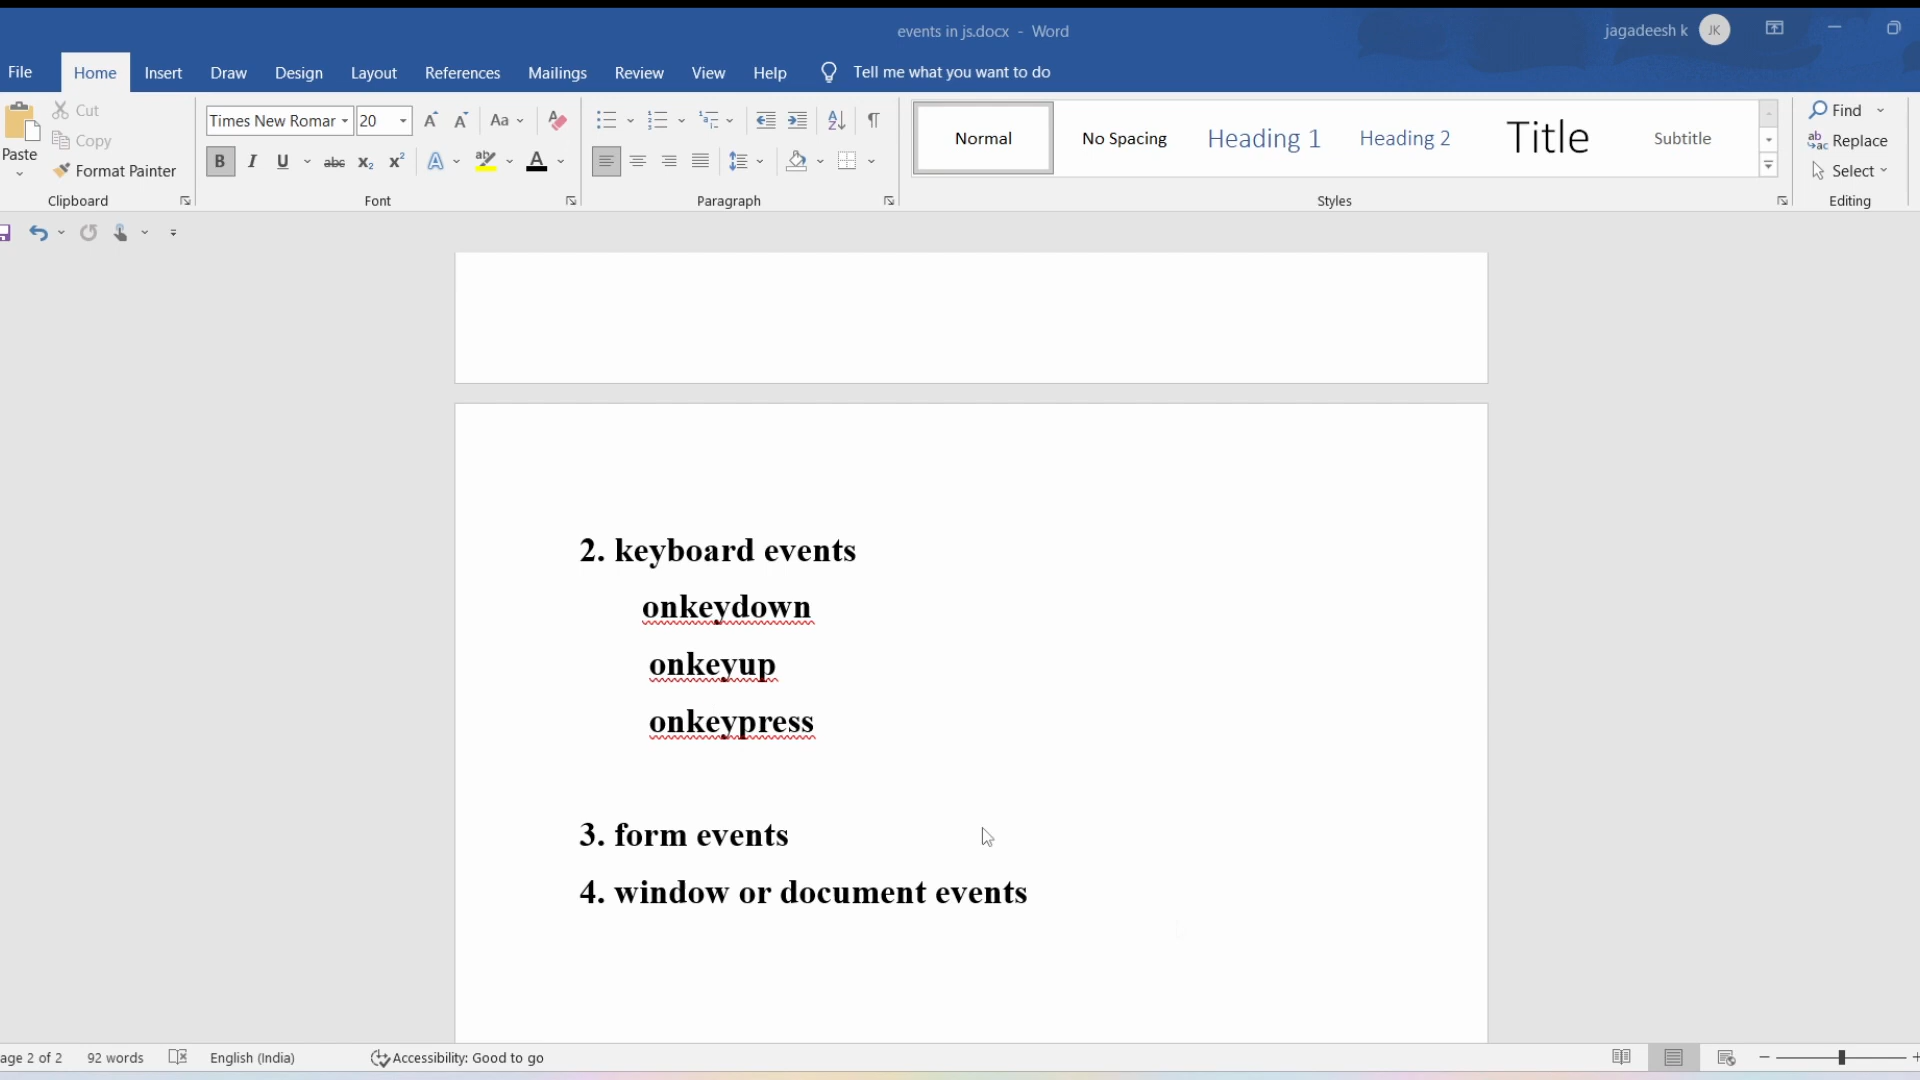 events in js.docx - Word
jagadeesh k
JK
File
Home
Insert
Draw
Design
Layout
References
Mailings
Review
View
Help
Tell me what you want to do
Paste
Cut
Copy
Format Painter
Clipboard
Times New Romar
20
Aa
Font
Paragraph
Normal
No Spacing
Heading 1
Heading 2
Title
Subtitle
Styles
Find
Replace
Select
Editing
2. keyboard events
onkeydown
onkeyup
onkeypress
3. form events
4. window or document events
age 2 of 2
92 words
English (India)
Accessibility: Good to go